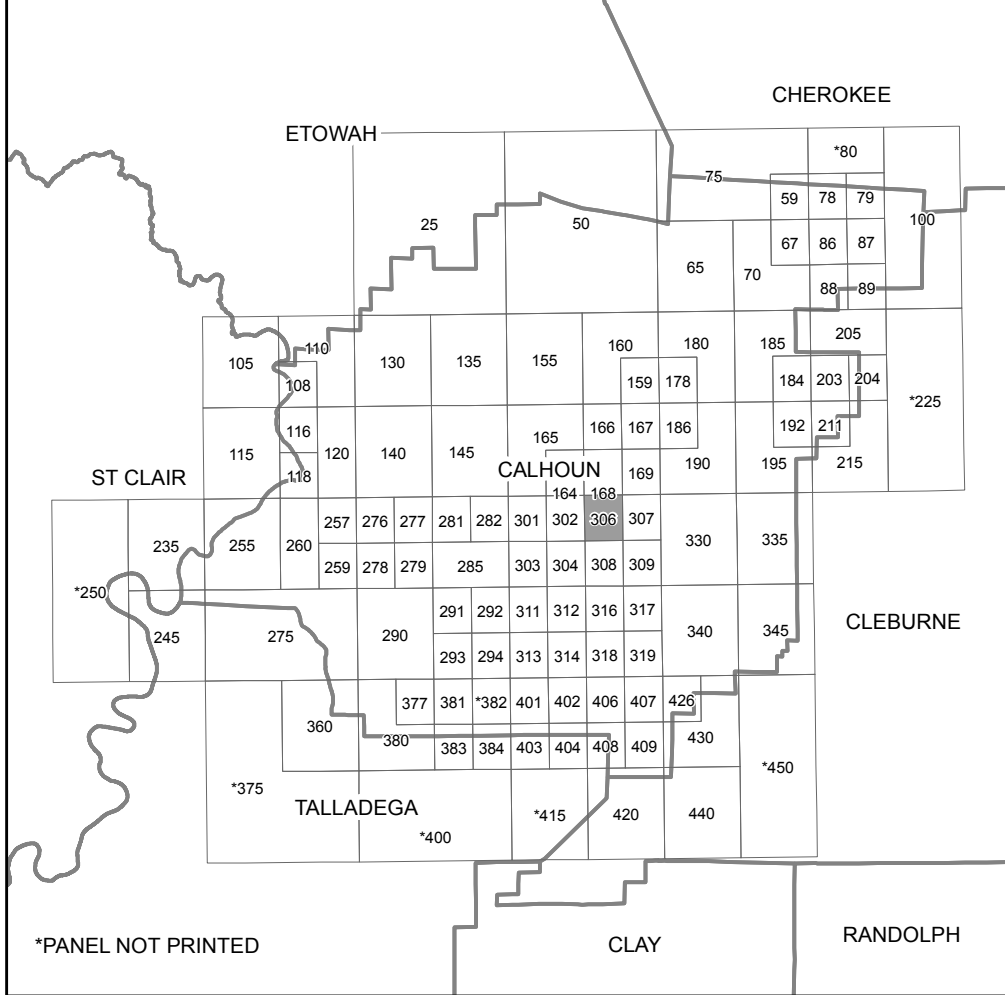 CHEROKEE
ETOWAH
*80
75
59 78 79
25 50 100
67 86 87
65 70
88 89
110 160 180 185 205
105 130 135 155
108 159 178 184 203 204
*225
116 166 167 186 192 211
115 120 140 145 165
ST CLAIR 118 CALHOUN 169 190 195 215
164 168
257 276 277 281 282 301 302 306 307
235 255 260 330 335
259 278 279 285 303 304 308 309
*250
291 292 311 312 316 317
245 275 290 340 345 CLEBURNE
293 294 313 314 318 319
377 381 *382 401 402 406 407 426
360 380 430
383 384 403 404 408 409
*450
*375
TALLADEGA *415 420 440
*400
*PANEL NOT PRINTED CLAY RANDOLPH